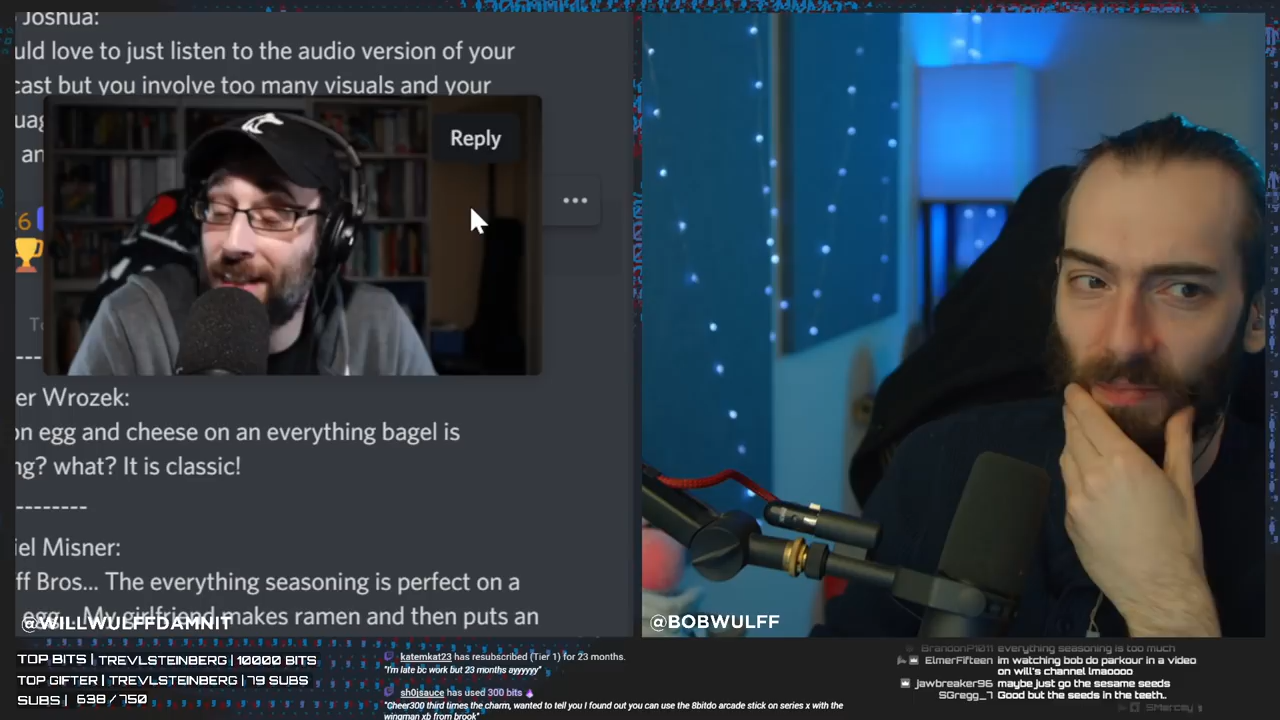 Joshua:
uld love to just listen to the audio version of your
cast but you involve too many visuals and your
uag
an
Reply
6
er Wrozek:
on egg and cheese on an everything bagel is
ng? what? It is classic!
--------
iel Misner:
ff Bros... The everything seasoning is perfect on a
egg... My girlfriend makes ramen and then puts an
@WILLWULFFDAMNIT
@BOBWULFF
TOP BITS | TREVLSTEINBERG | 10000 BITS
TOP GIFTER | TREVLSTEINBERG | 79 SUBS
SUBS | 638/750
katemkat23 has resubscribed (Tier 1) for 23 months.
"I'm late bc work but 23 months ayyyyyy"
sh0jsauce has used 300 bits
"Cheer300 third times the charm, wanted to tell you I found out you can use the 8bitdo arcade stick on series x with the
wingman xb from brook"
everything seasoning is too much
ElmerFifteen im watching bob do parkour in a video
on will's channel lmaoooo
jawbreaker96 maybe just go the sesame seeds
SGregg_7 Good but the seeds in the teeth..